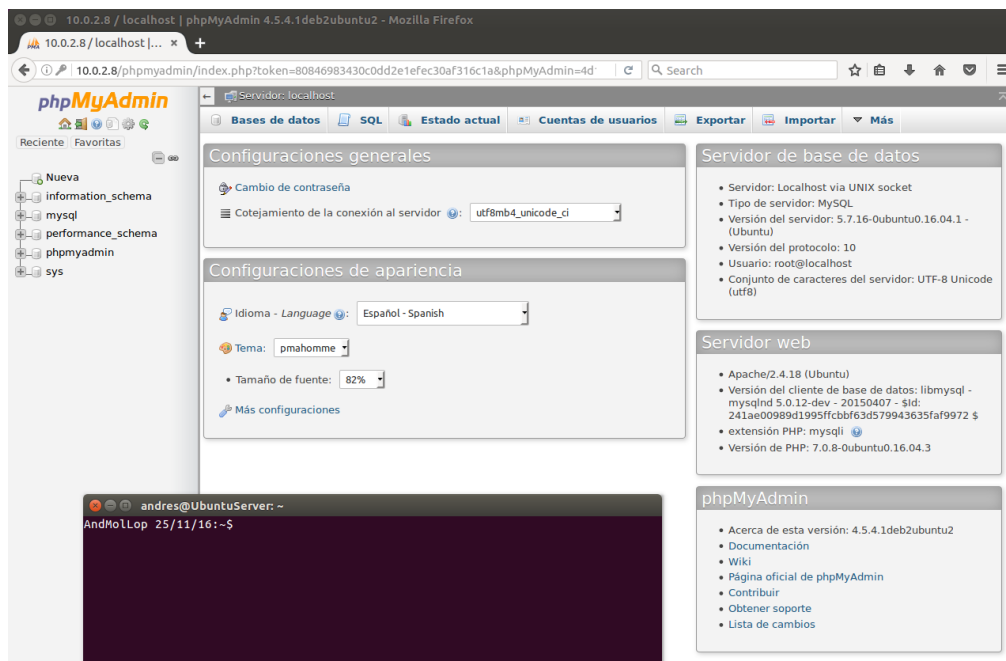 10.0.2.8 / localhost | phpMyAdmin 4.5.4.1deb2ubuntu2 - Mozilla Firefox
10.0.2.8 / localhost |...
10.0.2.8/phpmyadmin/index.php?token=80846983430c0dd2e1efec30af316c1a&phpMyAdmin=4d
Search
phpMyAdmin
Reciente Favoritas
Nueva
information_schema
mysql
performance_schema
phpmyadmin
sys
Servidor: localhost
Bases de datos SQL Estado actual Cuentas de usuarios Exportar Importar Más
Configuraciones generales
Cambio de contraseña
Cotejamiento de la conexión al servidor : utf8mb4_unicode_ci
Configuraciones de apariencia
Idioma - Language : Español - Spanish
Tema: pmahomme
Tamaño de fuente: 82%
Más configuraciones
Servidor de base de datos
Servidor: Localhost via UNIX socket
Tipo de servidor: MySQL
Versión del servidor: 5.7.16-0ubuntu0.16.04.1 -
(Ubuntu)
Versión del protocolo: 10
Usuario: root@localhost
Conjunto de caracteres del servidor: UTF-8 Unicode
(utf8)
Servidor web
Apache/2.4.18 (Ubuntu)
Versión del cliente de base de datos: libmysql -
mysqlnd 5.0.12-dev - 20150407 - $Id:
241ae00989d1995ffcbbf63d579943635faf9972 $
extensión PHP: mysqli
Versión de PHP: 7.0.8-0ubuntu0.16.04.3
phpMyAdmin
Acerca de esta versión: 4.5.4.1deb2ubuntu2
Documentación
Wiki
Página oficial de phpMyAdmin
Contribuir
Obtener soporte
Lista de cambios
andres@UbuntuServer: ~
AndMolLop 25/11/16:~$